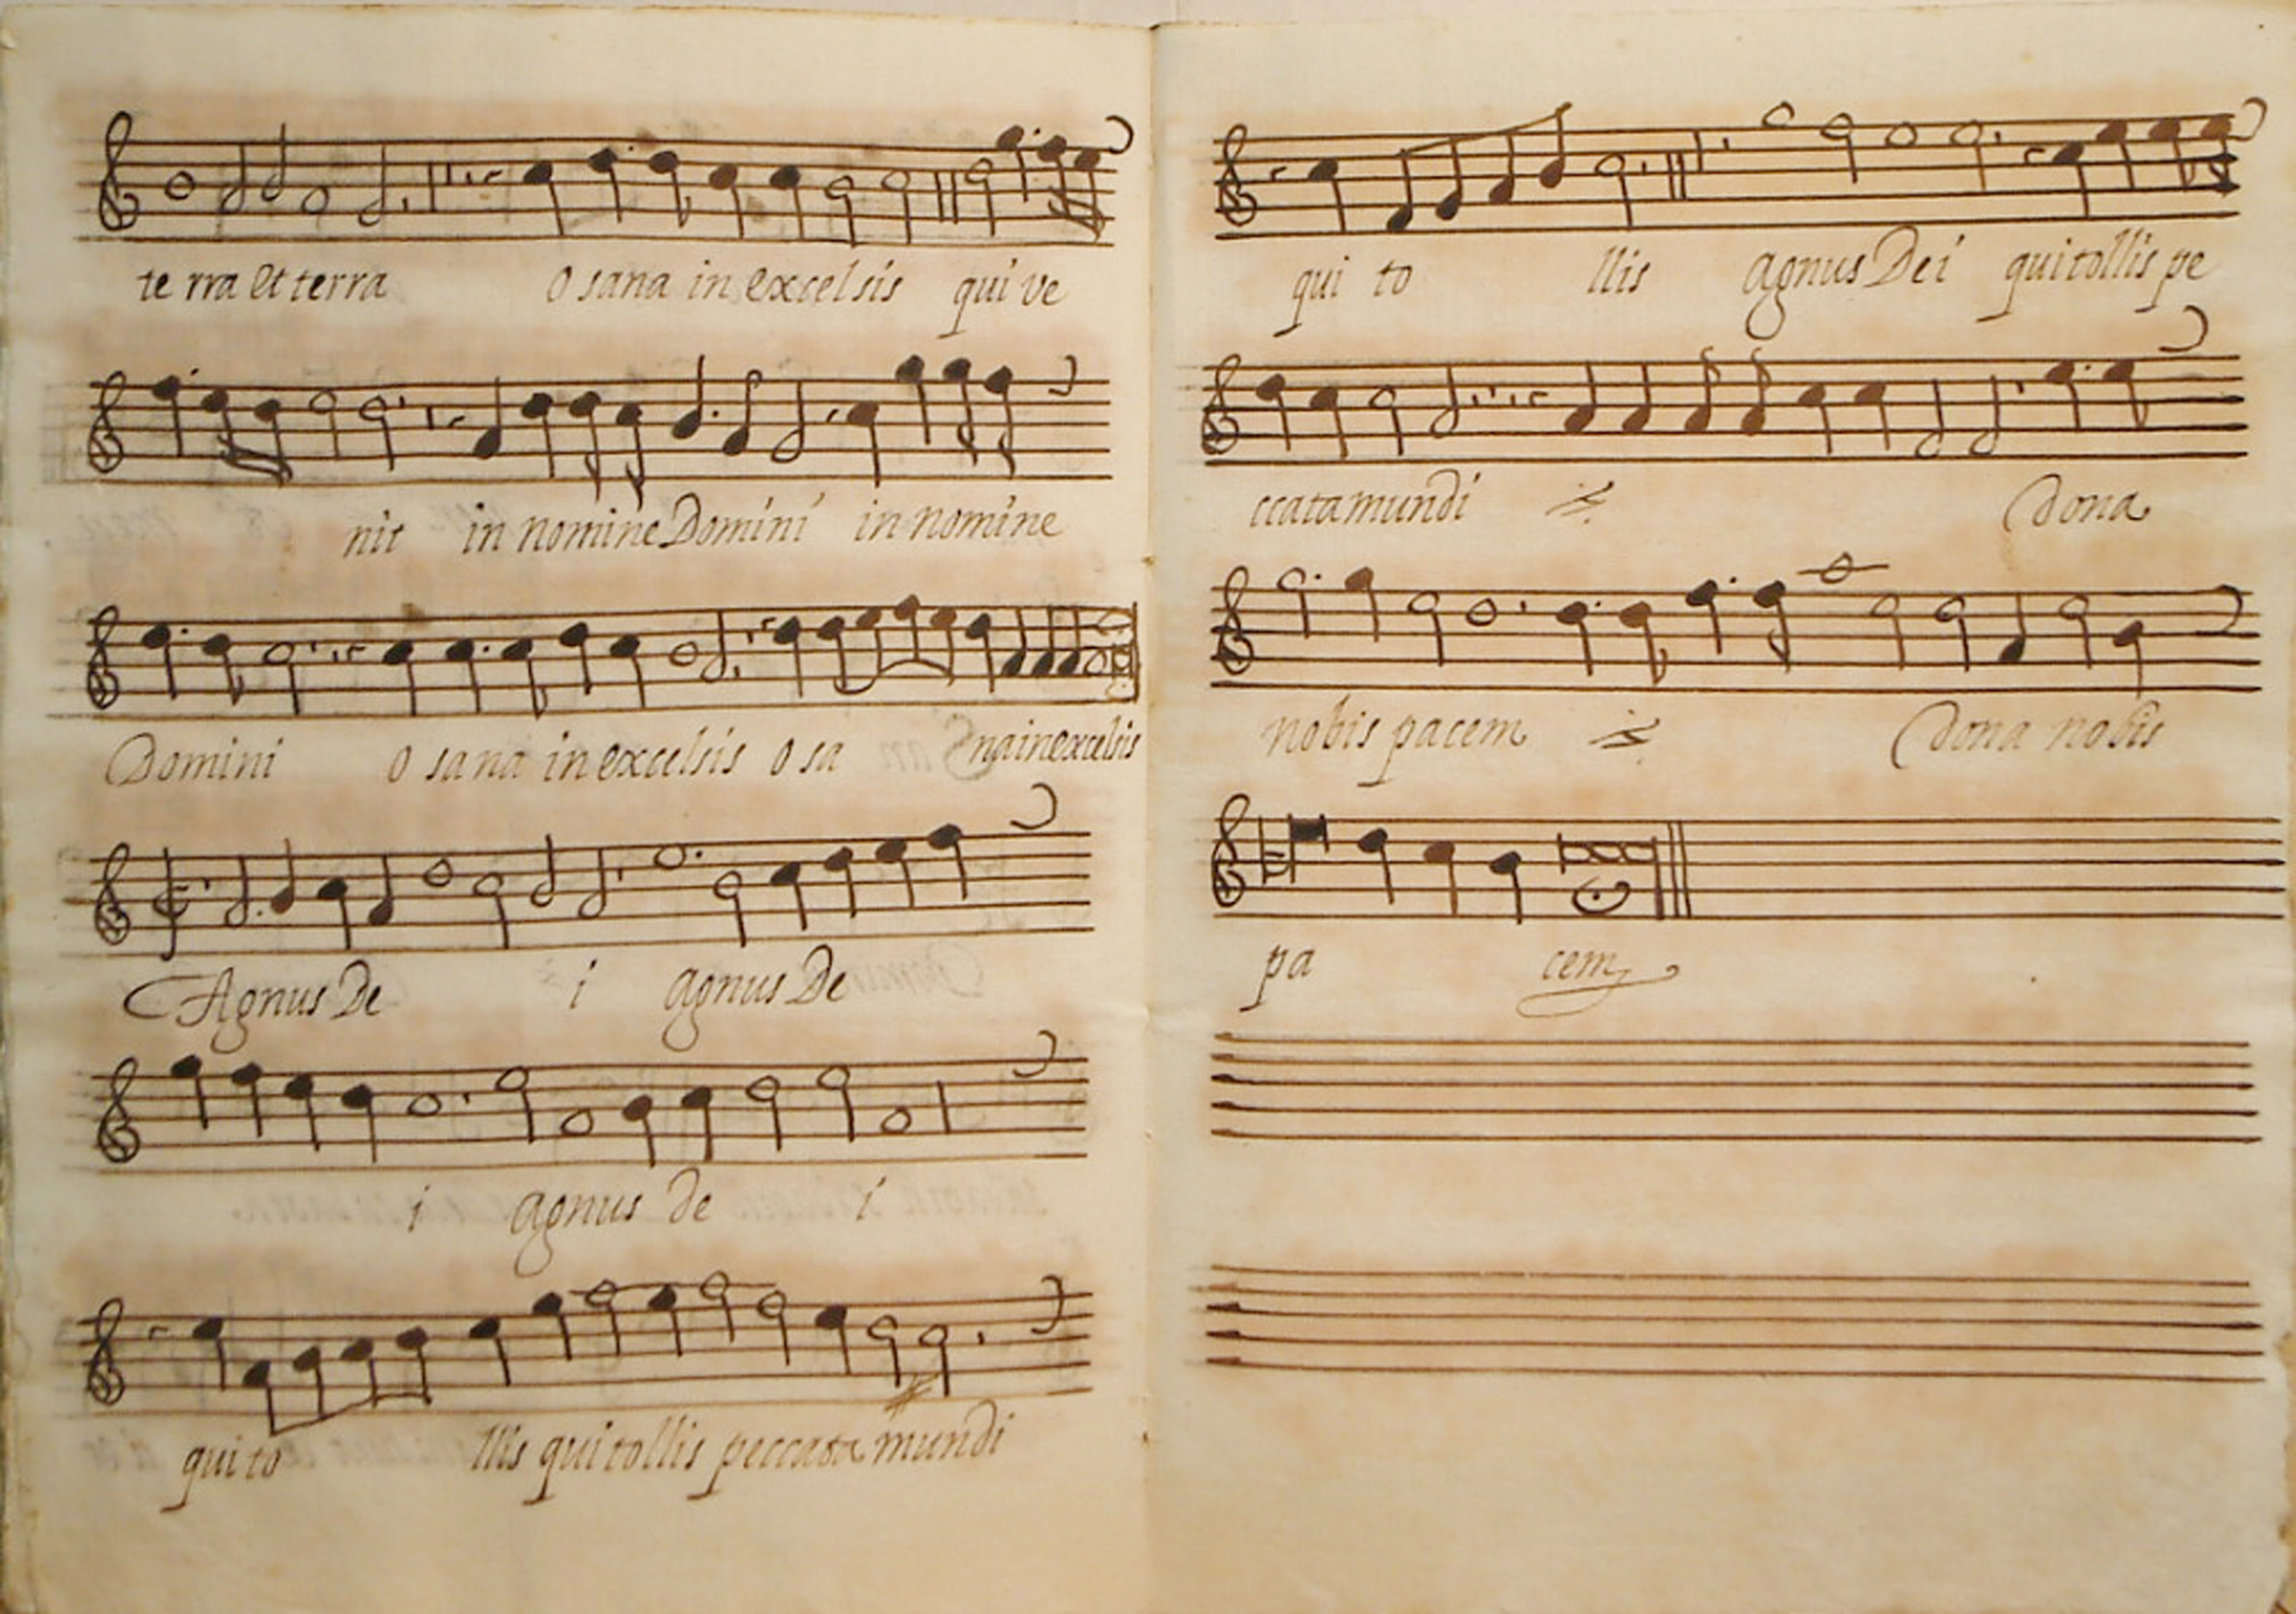 te rra et terra O sana in excelsis qui ve
nit in nomine Domini in nomine
Domini O sana in excelsis O sa na in excelsis
Agnus De i agnus De
i agnus de i
qui to llis qui tollis peccata mundi
qui to llis agnus Dei qui tollis pe
ccata mundi Dona
nobis pacem Dona nobis
pa cem